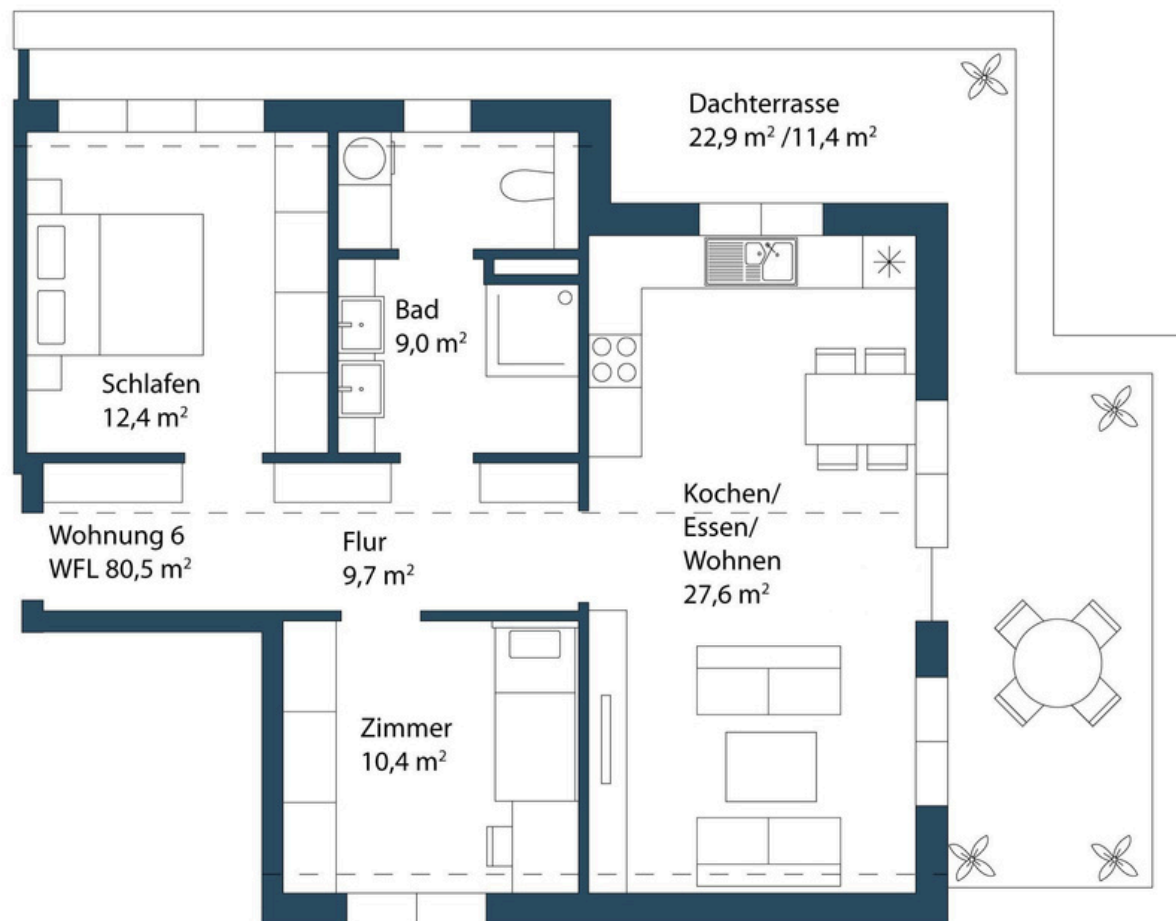 Dachterrasse
22,9 m² /11,4 m²
Bad
9,0 m²
Schlafen
12,4 m²
Kochen/
Essen/
Wohnen
27,6 m²
Wohnung 6
WFL 80,5 m²
Flur
9,7 m²
Zimmer
10,4 m²